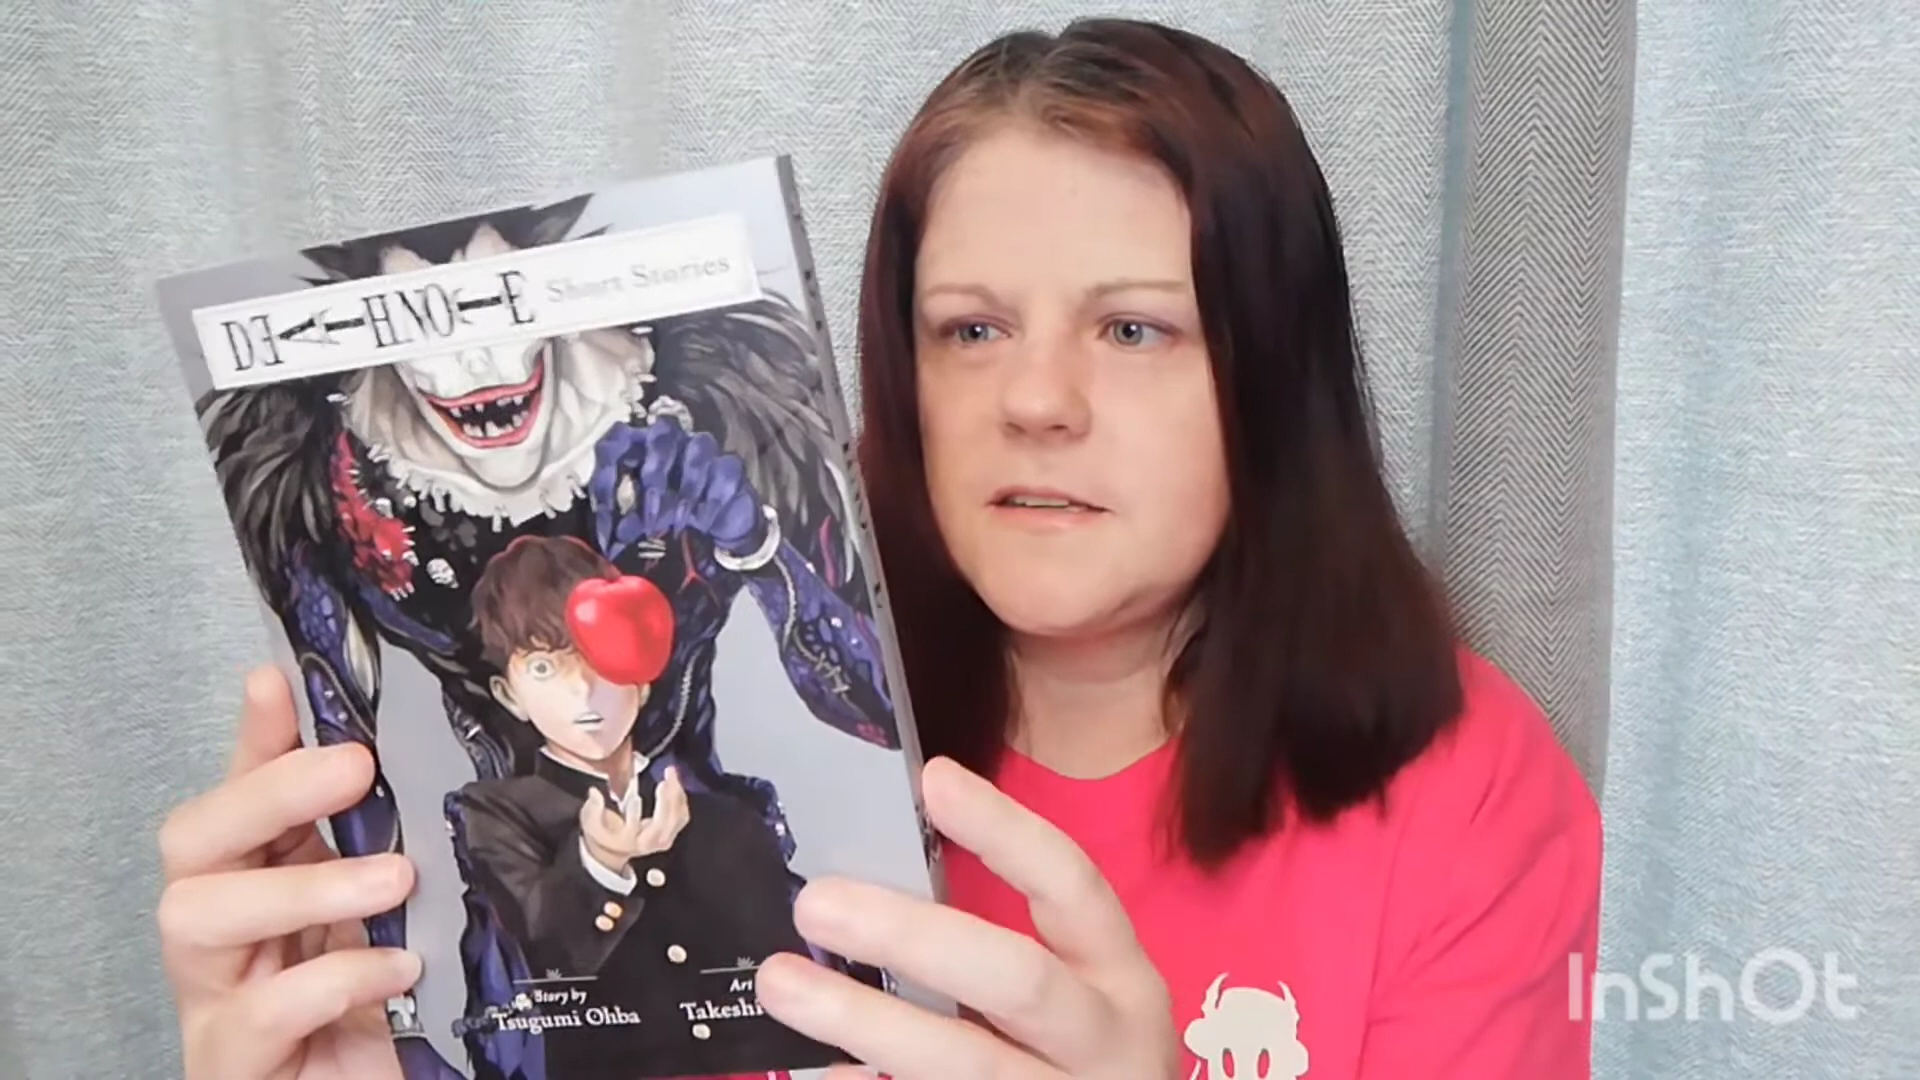 DEATH NOTE Short Stories
Story by
Tsugumi Ohba
Art
Takeshi
InShOt